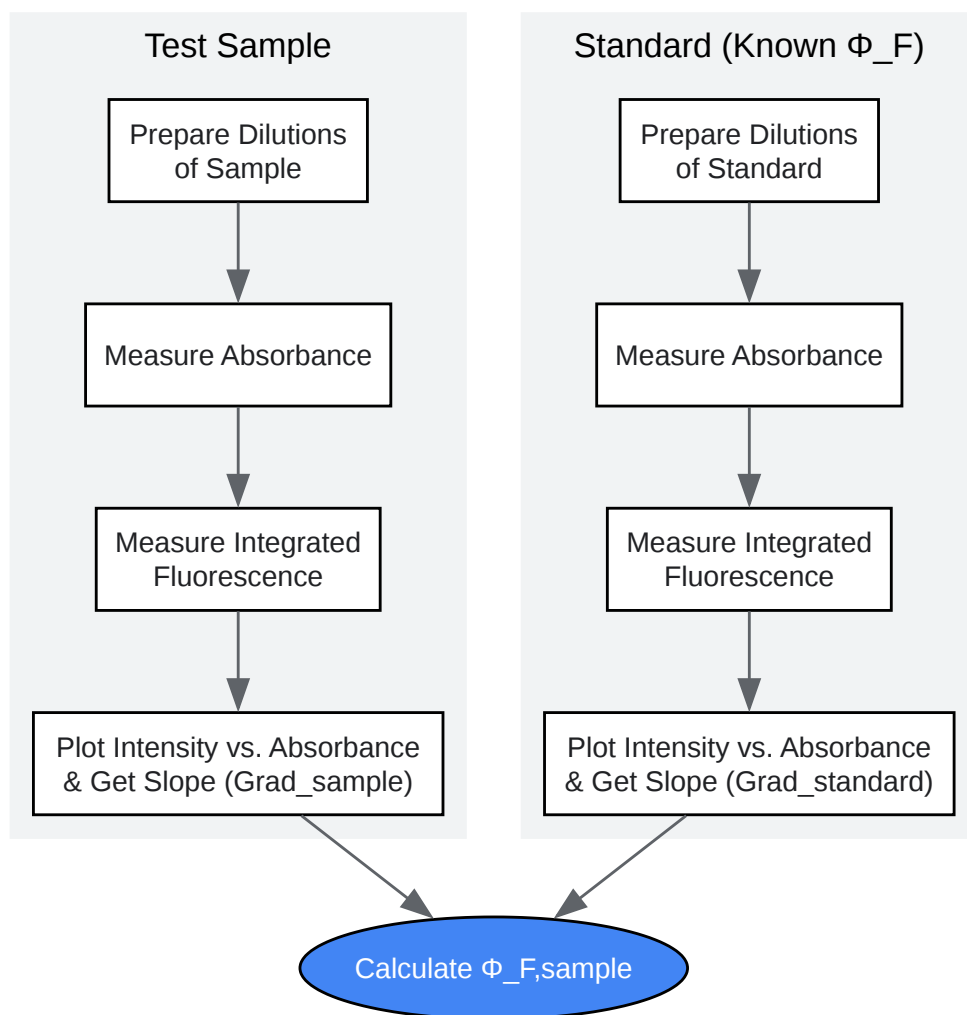 Test Sample
Prepare Dilutions
of Sample
Measure Absorbance
Measure Integrated
Fluorescence
Plot Intensity vs. Absorbance
& Get Slope (Grad_sample)
Standard (Known Φ_F)
Prepare Dilutions
of Standard
Measure Absorbance
Measure Integrated
Fluorescence
Plot Intensity vs. Absorbance
& Get Slope (Grad_standard)
Calculate Φ_F,sample